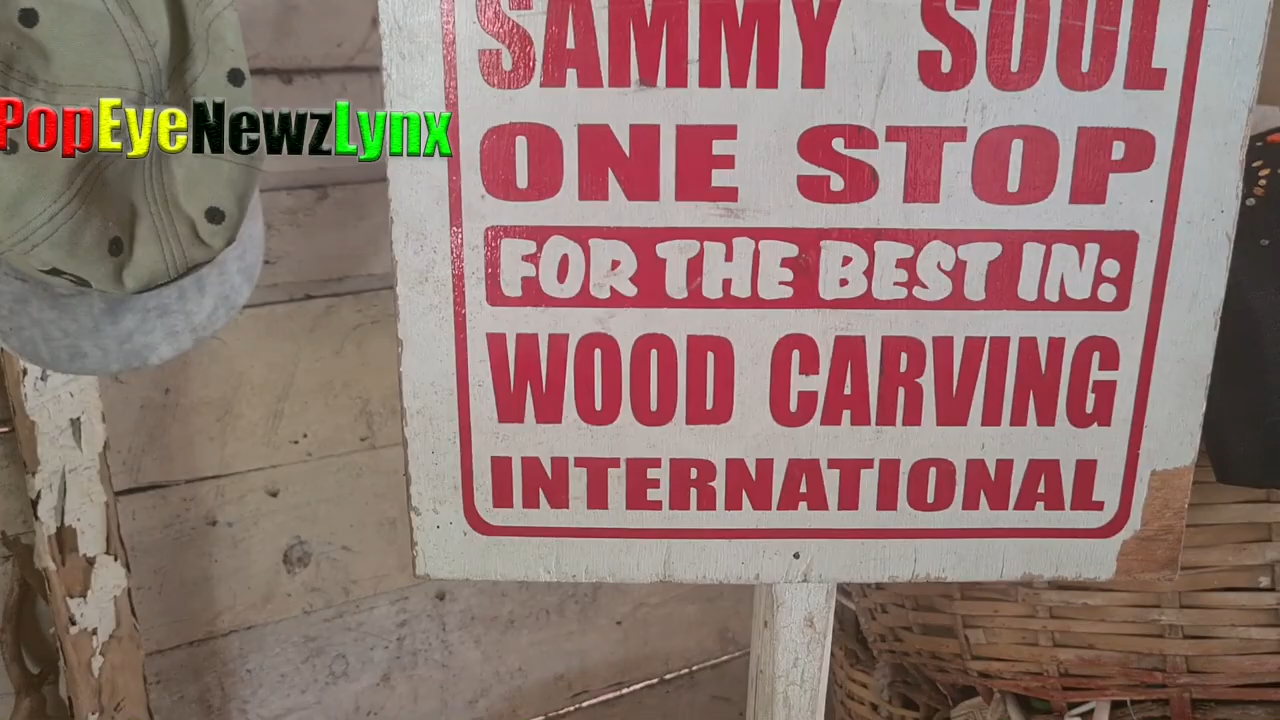 SAMMY SOUL
PopEyeNewzLynx
ONE STOP
FOR THE BEST IN:
WOOD CARVING
INTERNATIONAL